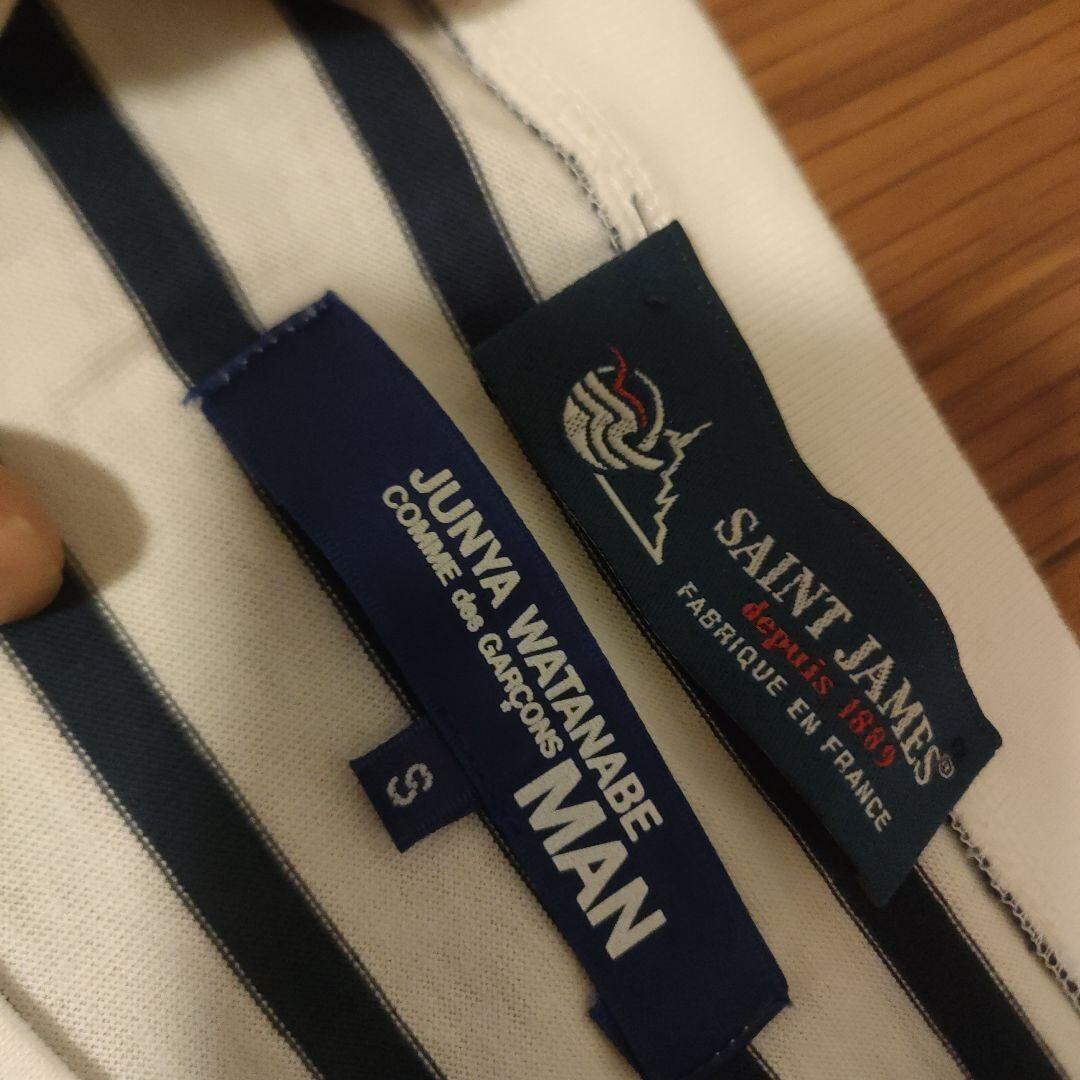 SAINT JAMES®
depuis 1889
FABRIQUE EN FRANCE
JUNYA WATANABE
COMME des GARÇONS
MAN
S